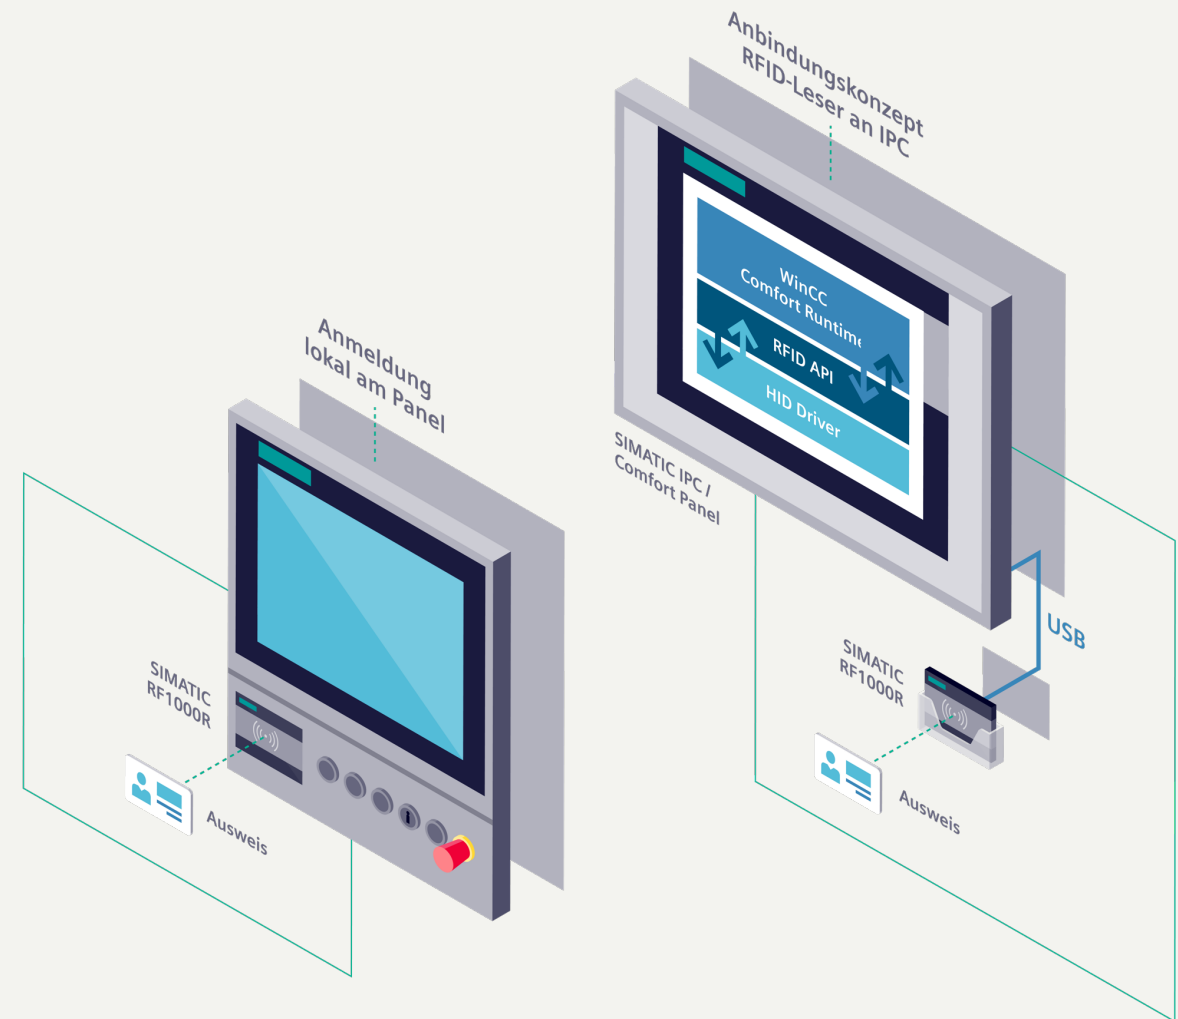 Anbindungskonzept
RFID-Leser an IPC
WinCC
Comfort Runtime
RFID API
HID Driver
SIMATIC IPC /
Comfort Panel
USB
SIMATIC
RF1000R
Ausweis
Anmeldung
lokal am Panel
SIMATIC
RF1000R
Ausweis